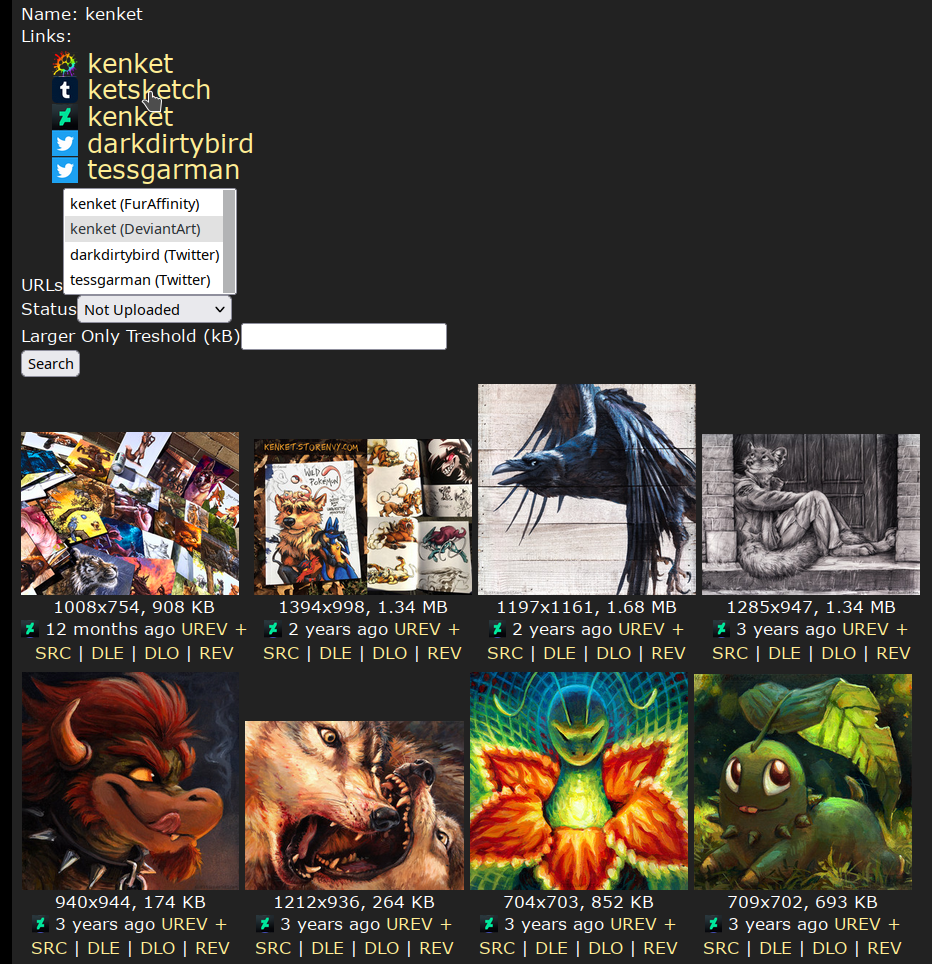 Name: kenket
Links:
kenket
ketsketch
kenket
darkdirtybird
tessgarman
kenket (FurAffinity)
kenket (DeviantArt)
darkdirtybird (Twitter)
tessgarman (Twitter)
URLs
Status Not Uploaded
Larger Only Treshold (kB)
Search
KENKET.STORENVY.COM
Wild Pokémon
1008x754, 908 KB
12 months ago UREV +
SRC | DLE | DLO | REV
1394x998, 1.34 MB
2 years ago UREV +
SRC | DLE | DLO | REV
1197x1161, 1.68 MB
2 years ago UREV +
SRC | DLE | DLO | REV
1285x947, 1.34 MB
3 years ago UREV +
SRC | DLE | DLO | REV
940x944, 174 KB
3 years ago UREV +
SRC | DLE | DLO | REV
1212x936, 264 KB
3 years ago UREV +
SRC | DLE | DLO | REV
704x703, 852 KB
3 years ago UREV +
SRC | DLE | DLO | REV
709x702, 693 KB
3 years ago UREV +
SRC | DLE | DLO | REV